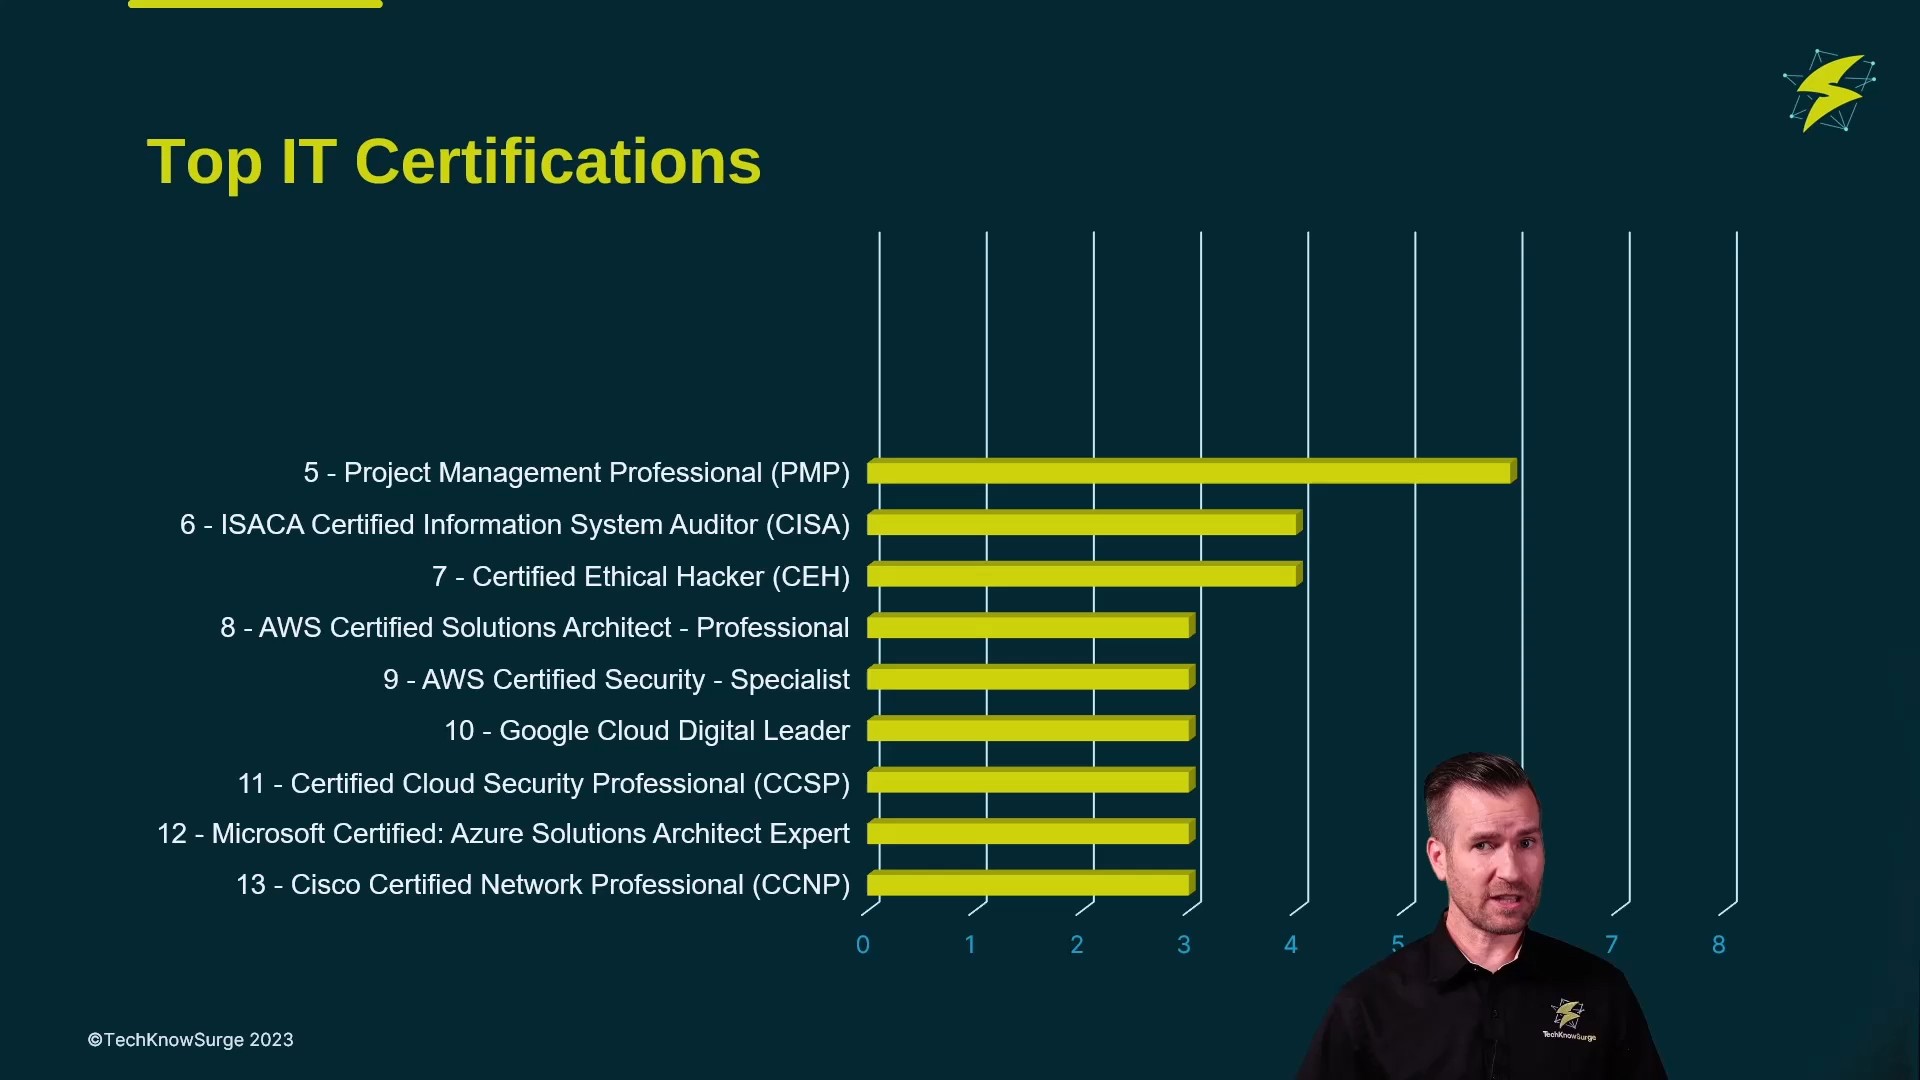 Top IT Certifications
5 - Project Management Professional (PMP)
6 - ISACA Certified Information System Auditor (CISA)
7 - Certified Ethical Hacker (CEH)
8 - AWS Certified Solutions Architect - Professional
9 - AWS Certified Security - Specialist
10 - Google Cloud Digital Leader
11 - Certified Cloud Security Professional (CCSP)
12 - Microsoft Certified: Azure Solutions Architect Expert
13 - Cisco Certified Network Professional (CCNP)
0 1 2 3 4 5 7 8
TechKnowSurge
©TechKnowSurge 2023